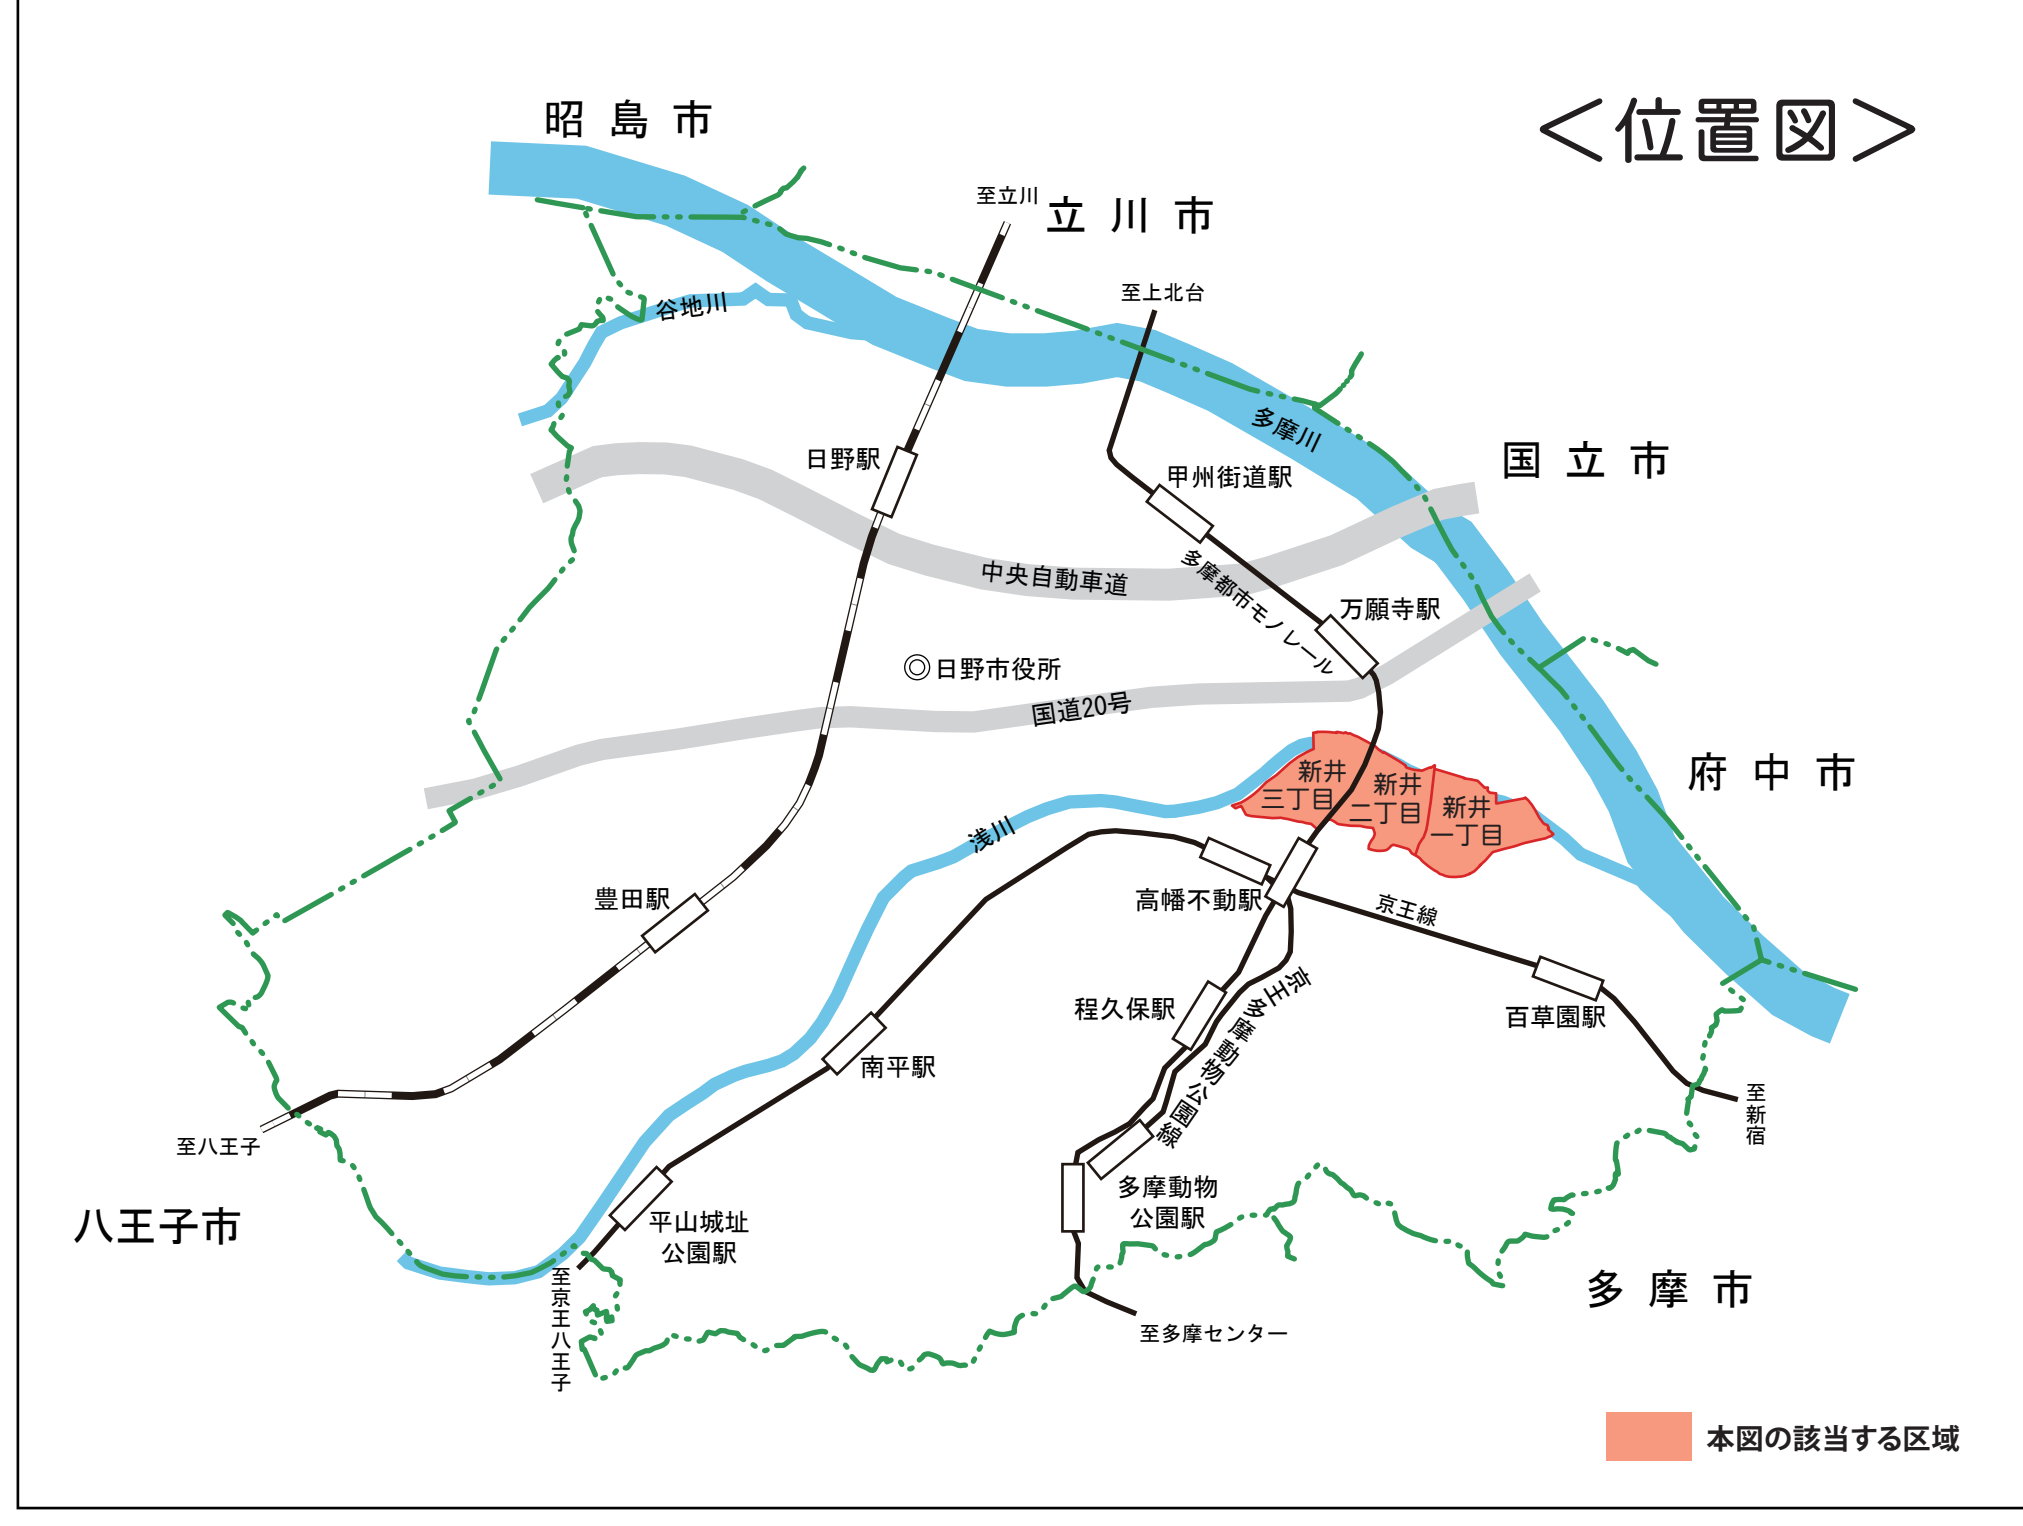 ＜位置図＞
昭島市
至立川
立川市
至上北台
谷地川
多摩川
日野駅
甲州街道駅
国立市
中央自動車道
多摩都市モノレール
万願寺駅
日野市役所
国道20号
府中市
新井
三丁目
新井
二丁目
新井
一丁目
浅川
豊田駅
高幡不動駅
京王線
程久保駅
京王多摩動物公園線
百草園駅
南平駅
至新宿
至八王子
八王子市
多摩動物
公園駅
平山城址
公園駅
至京王八王子
多摩市
至多摩センター
本図の該当する区域